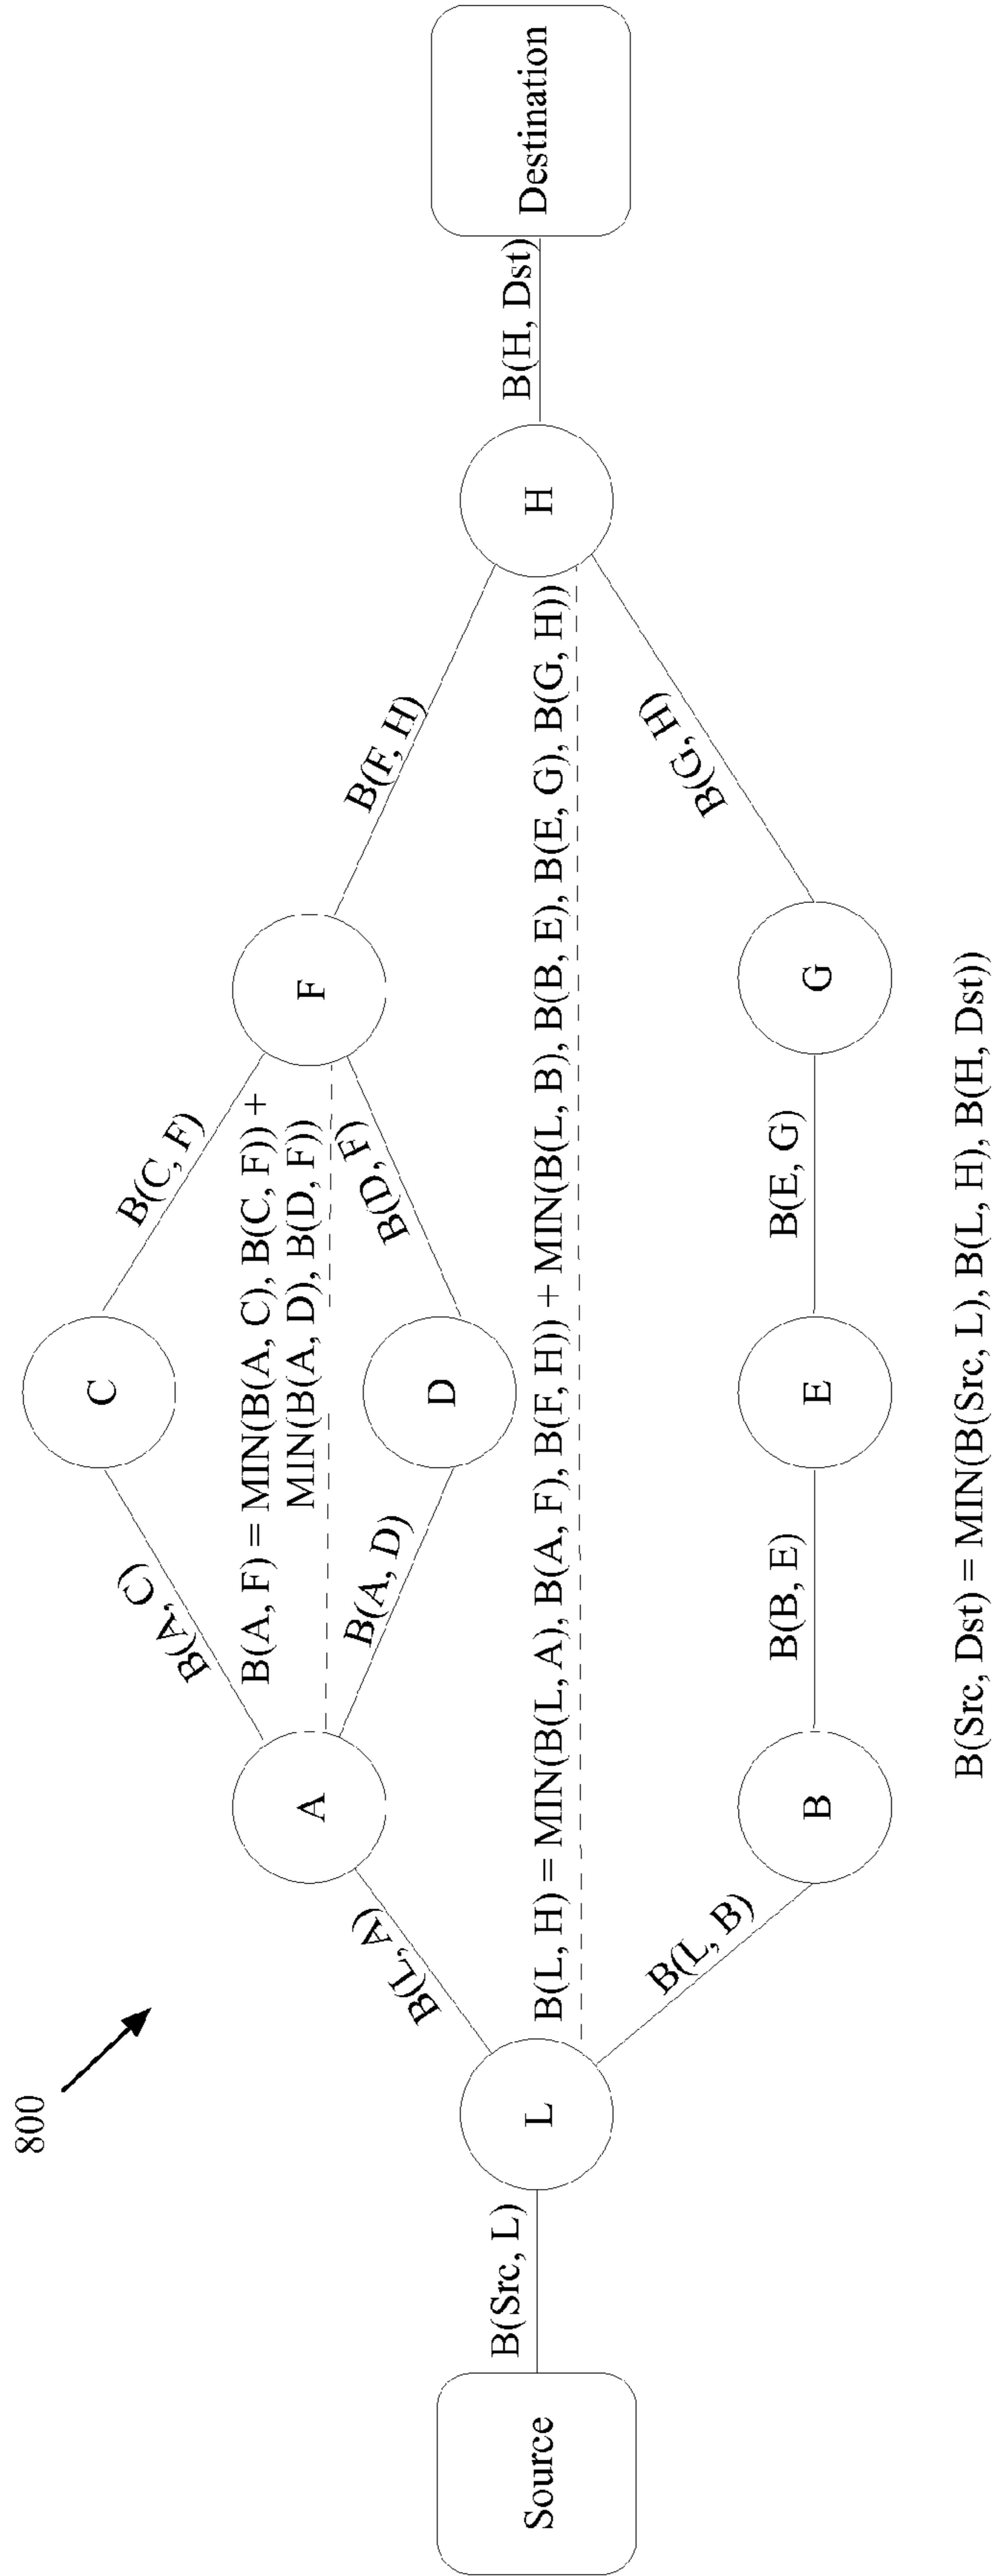 800
Source
B(Src, L)
L
B(L, A)
B(L, B)
A
B
B(A, C)
B(A, F) = MIN(B(A, C), B(C, F)) +
MIN(B(A, D), B(D, F))
B(A, D)
C
D
B(C, F)
B(D, F)
F
B(L, H) = MIN(B(L, A), B(A, F), B(F, H)) + MIN(B(L, B), B(B, E), B(E, G), B(G, H))
B(B, E)
E
B(E, G)
G
B(F, H)
B(G, H)
H
B(H, Dst)
Destination
B(Src, Dst) = MIN(B(Src, L), B(L, H), B(H, Dst))